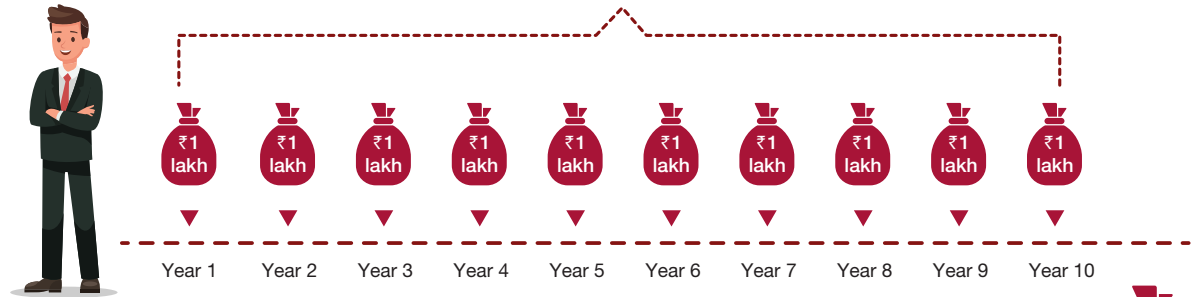 ₹1
lakh
₹1
lakh
₹1
lakh
₹1
lakh
₹1
lakh
₹1
lakh
₹1
lakh
₹1
lakh
₹1
lakh
₹1
lakh
Year 1
Year 2
Year 3
Year 4
Year 5
Year 6
Year 7
Year 8
Year 9
Year 10